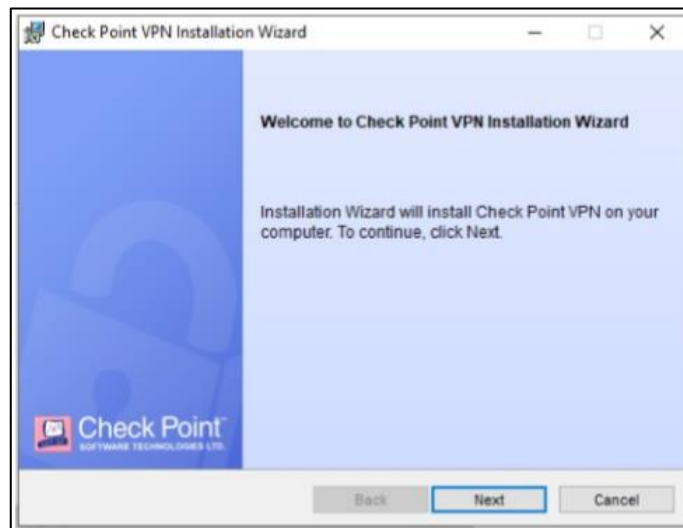 Check Point VPN Installation Wizard
Welcome to Check Point VPN Installation Wizard
Installation Wizard will install Check Point VPN on your
computer. To continue, click Next.
Check Point™
SOFTWARE TECHNOLOGIES LTD.
Back Next Cancel